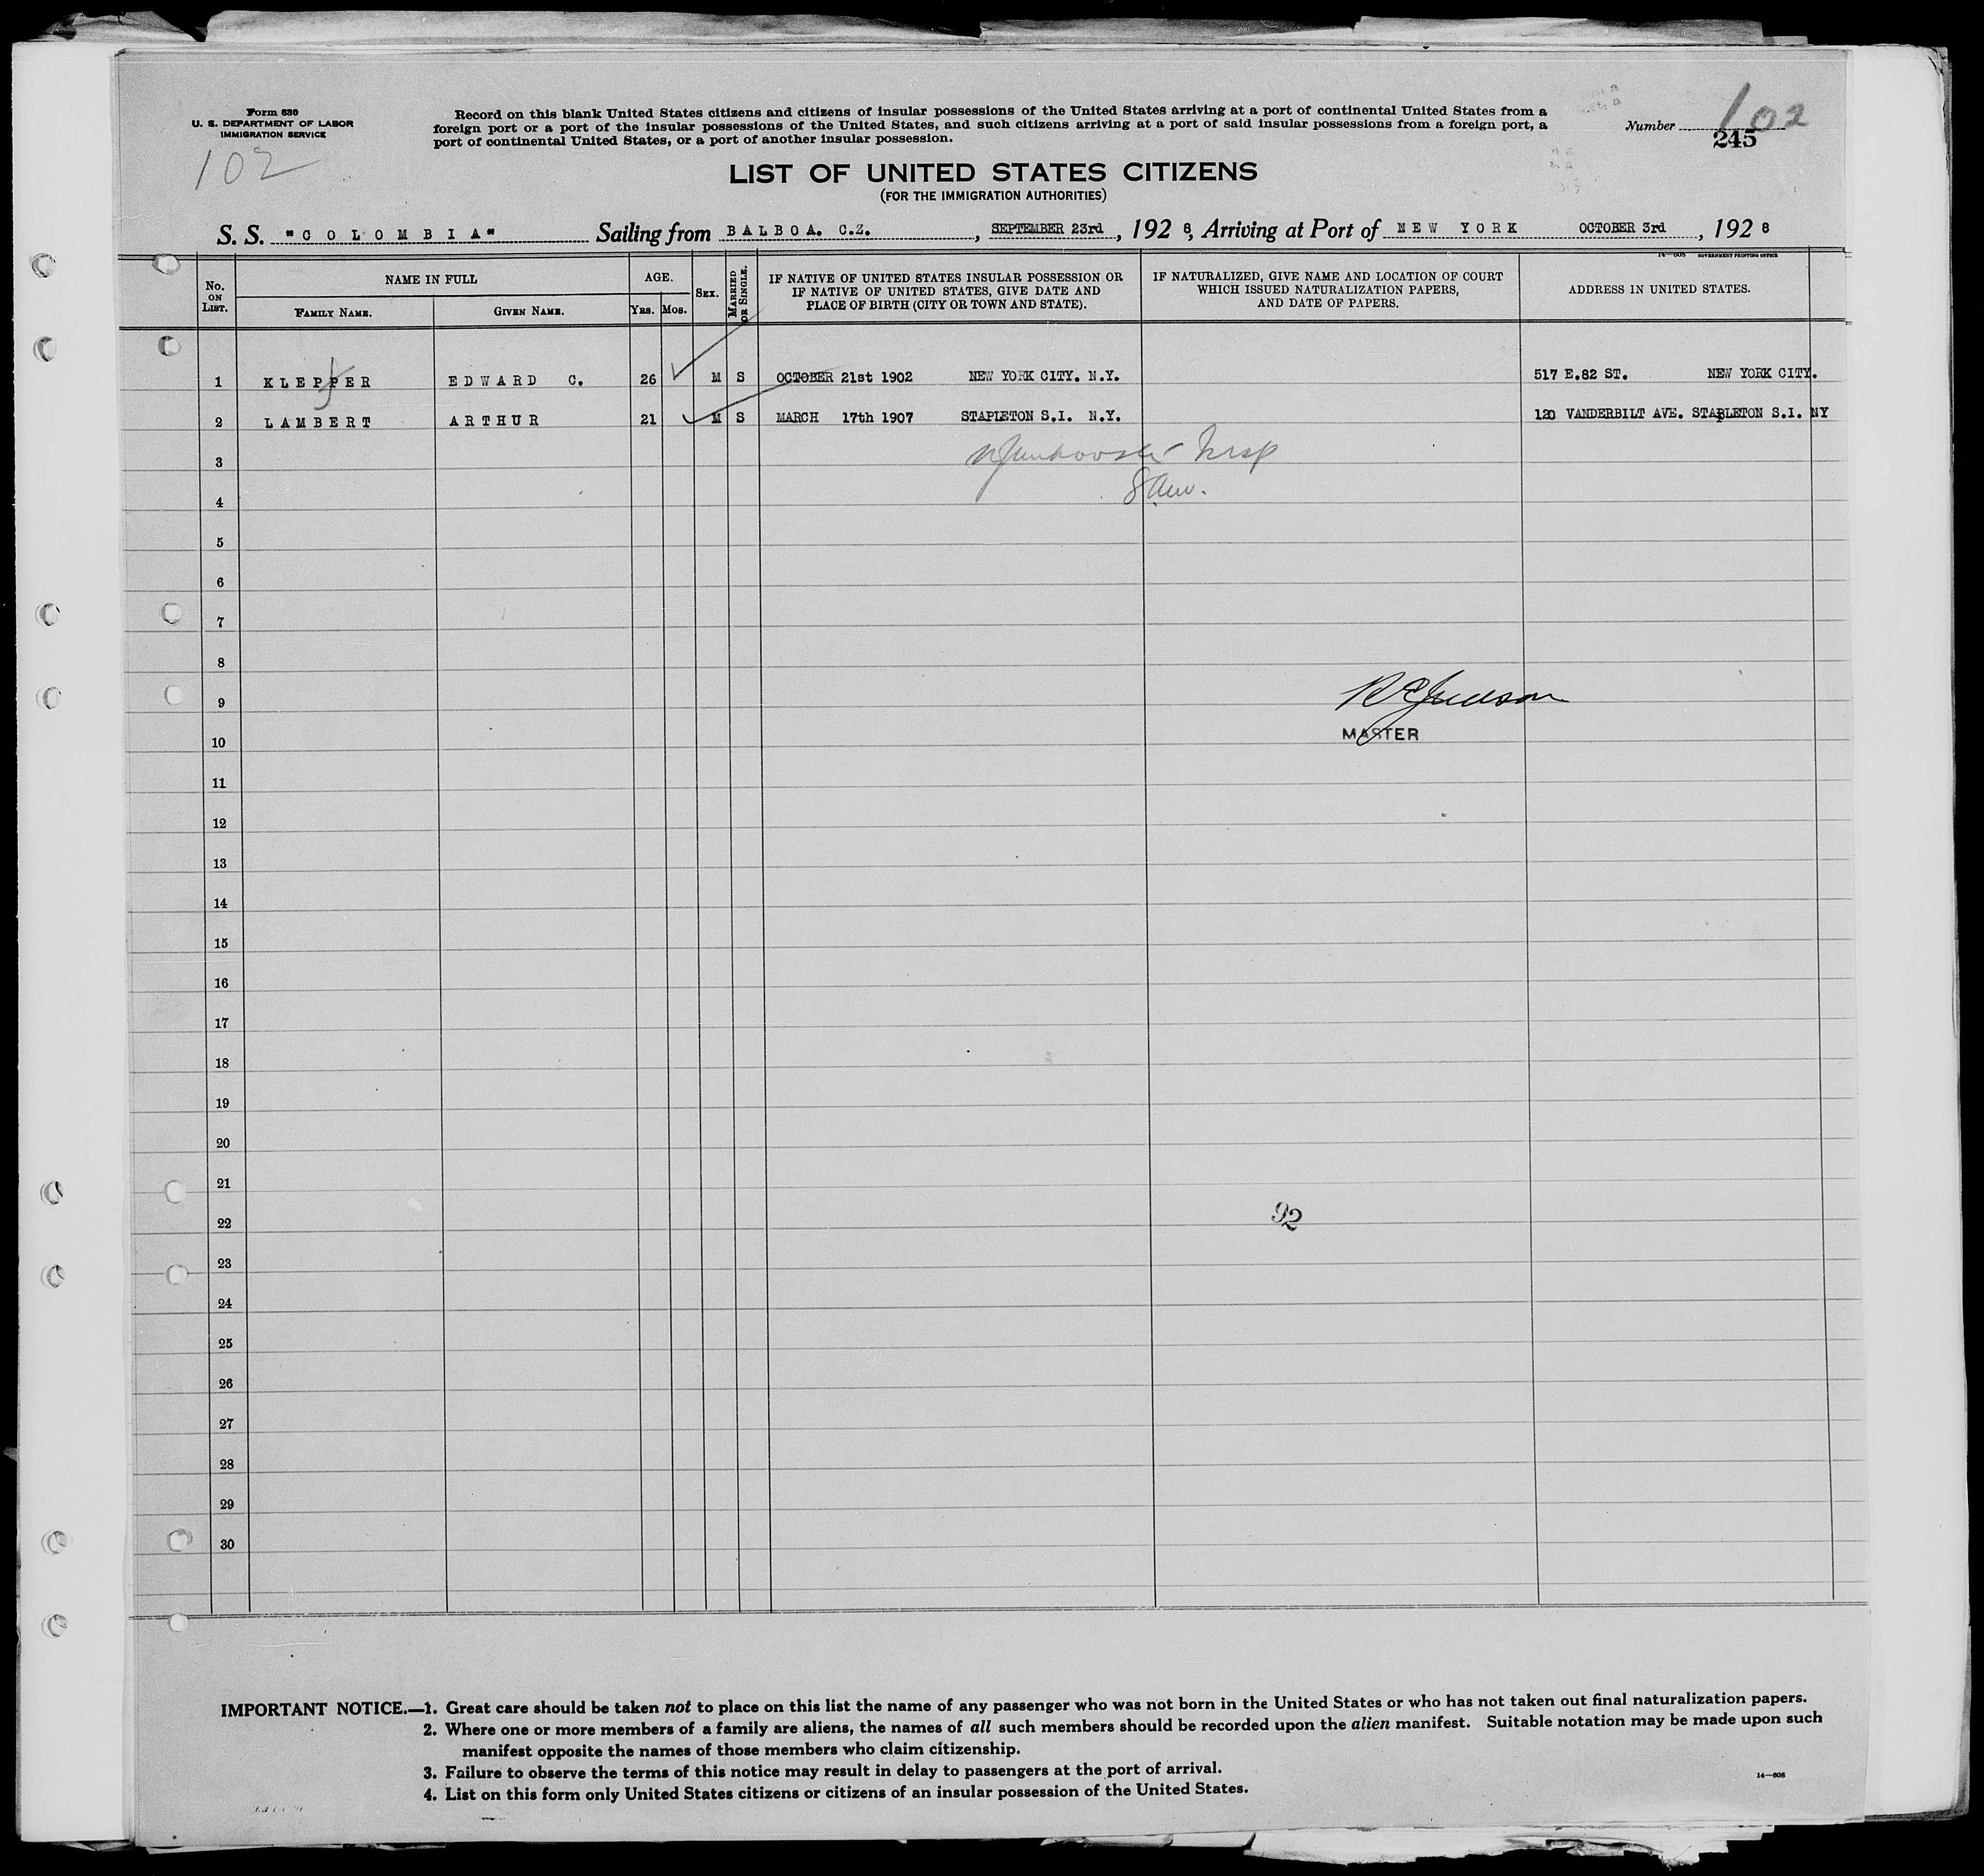 Form 630
U. S. DEPARTMENT OF LABOR
IMMIGRATION SERVICE
102
Record on this blank United States citizens and citizens of insular possessions of the United States arriving at a port of continental United States from a
foreign port or a port of the insular possessions of the United States, and such citizens arriving at a port of said insular possessions from a foreign port, a
port of continental United States, or a port of another insular possession.
Number 102
245
LIST OF UNITED STATES CITIZENS
(FOR THE IMMIGRATION AUTHORITIES)
S. S. "COLOMBIA" Sailing from BALBOA. C.Z. , SEPTEMBER 23rd , 192 8, Arriving at Port of NEW YORK OCTOBER 3rd , 192 8
14—608 GOVERNMENT PRINTING OFFICE
No. ON LIST. NAME IN FULL AGE. SEX. MARRIED OR SINGLE. IF NATIVE OF UNITED STATES INSULAR POSSESSION OR IF NATIVE OF UNITED STATES, GIVE DATE AND PLACE OF BIRTH (CITY OR TOWN AND STATE). IF NATURALIZED, GIVE NAME AND LOCATION OF COURT WHICH ISSUED NATURALIZATION PAPERS, AND DATE OF PAPERS. ADDRESS IN UNITED STATES.
FAMILY NAME. GIVEN NAME. YRS. MOS.
1 KLEPPER EDWARD C. 26 M S OCTOBER 21st 1902 NEW YORK CITY. N.Y. 517 E.82 ST. NEW YORK CITY.
2 LAMBERT ARTHUR 21 M S MARCH 17th 1907 STAPLETON S.I. N.Y. 120 VANDERBILT AVE. STAPLETON S.I. NY
3
4
5
6
7
8
9
10 MASTER
11
12
13
14
15
16
17
18
19
20
21
22 92
23
24
25
26
27
28
29
30
IMPORTANT NOTICE.—1. Great care should be taken not to place on this list the name of any passenger who was not born in the United States or who has not taken out final naturalization papers.
2. Where one or more members of a family are aliens, the names of all such members should be recorded upon the alien manifest. Suitable notation may be made upon such
manifest opposite the names of those members who claim citizenship.
3. Failure to observe the terms of this notice may result in delay to passengers at the port of arrival.
4. List on this form only United States citizens or citizens of an insular possession of the United States.
14—608